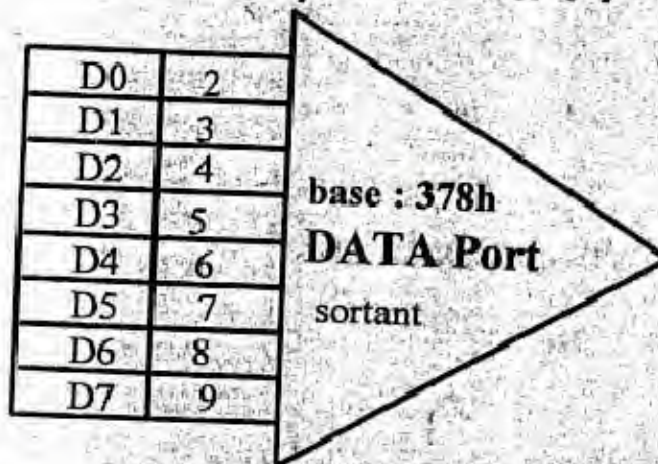 D0 2
D1 3
D2 4
D3 5
D4 6
D5 7
D6 8
D7 9
base : 378h
DATA Port
sortant